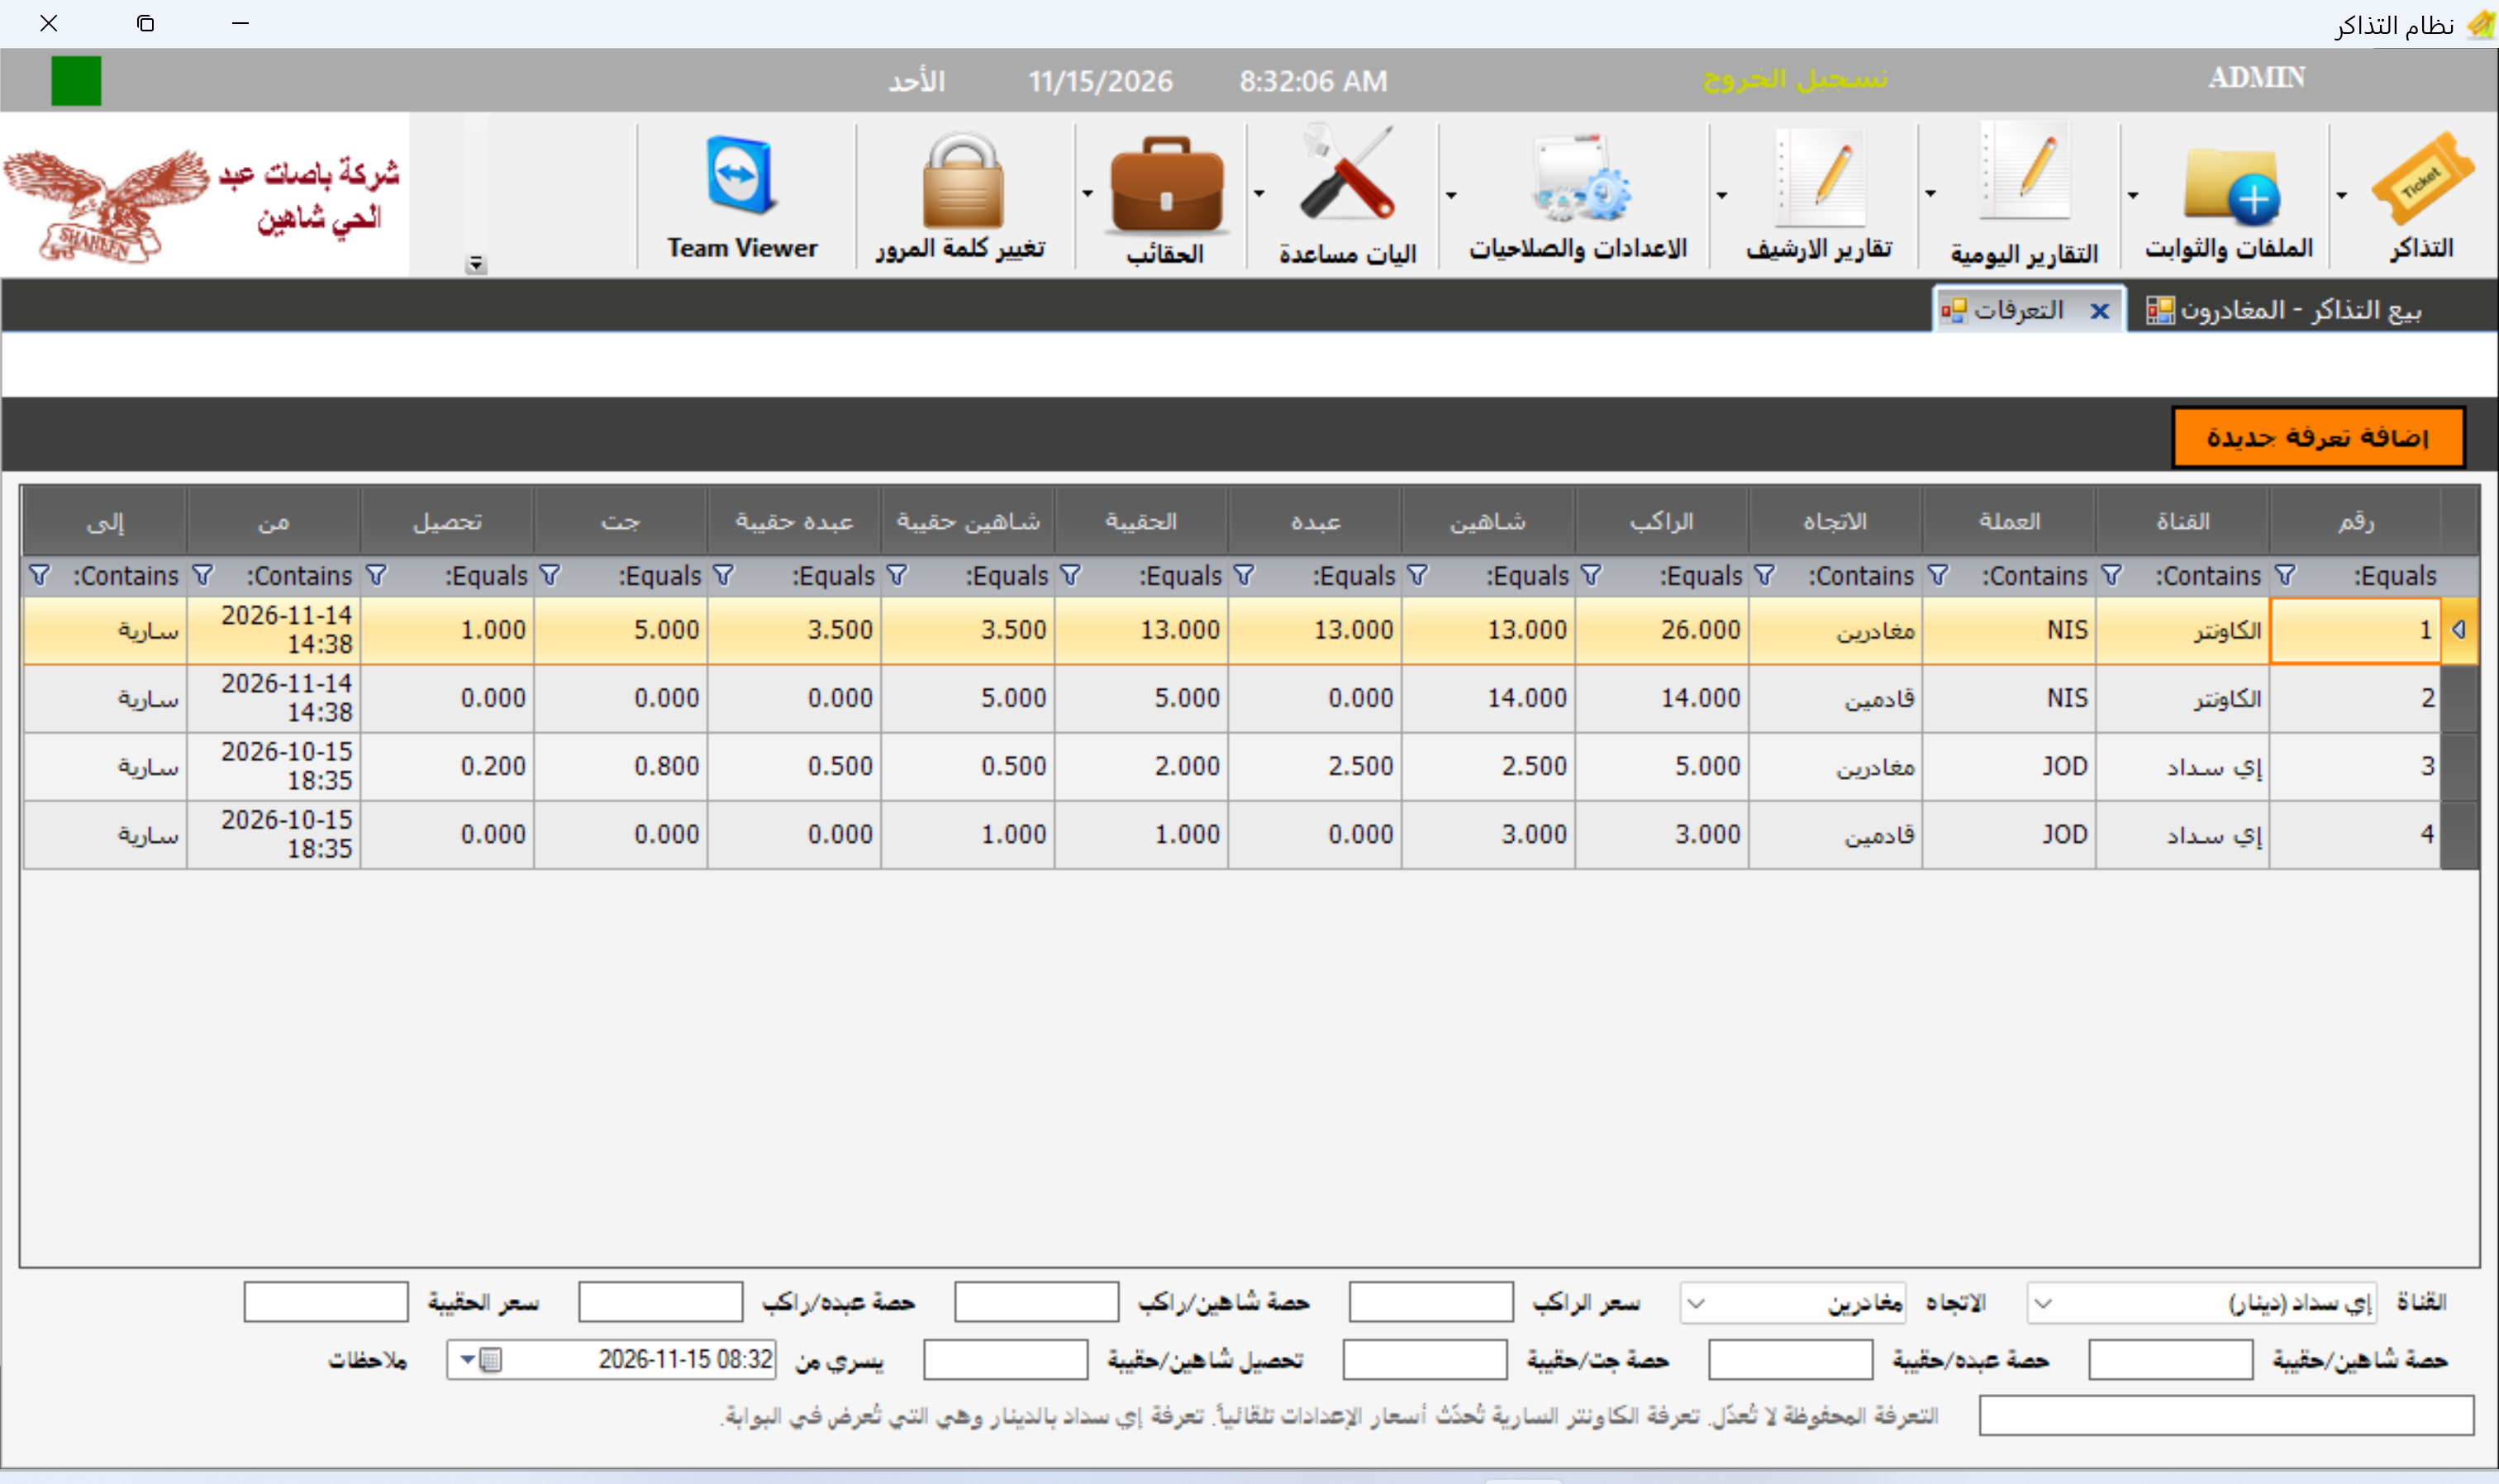 نظام التذاكر
ADMIN تسجيل الخروج 8:32:06 AM 11/15/2026 الأحد
التذاكر الملفات والثوابت التقارير اليومية تقارير الارشيف الاعدادات والصلاحيات اليات مساعدة الحقائب تغيير كلمة المرور Team Viewer
Ticket
شركة باصات عبد
الحي شاهين
SHAHEEN
بيع التذاكر - المغادرون التعرفات
إضافة تعرفة جديدة
رقم القناة العملة الاتجاه الراكب شاهين عبده الحقيبة شاهين حقيبة عبده حقيبة جت تحصيل من إلى
Equals: Contains: Contains: Contains: Equals: Equals: Equals: Equals: Equals: Equals: Equals: Equals: Contains: Contains:
1 الكاونتر NIS مغادرين 26.000 13.000 13.000 13.000 3.500 3.500 5.000 1.000 2026-11-14 14:38 سارية
2 الكاونتر NIS قادمين 14.000 14.000 0.000 5.000 5.000 0.000 0.000 0.000 2026-11-14 14:38 سارية
3 إي سداد JOD مغادرين 5.000 2.500 2.500 2.000 0.500 0.500 0.800 0.200 2026-10-15 18:35 سارية
4 إي سداد JOD قادمين 3.000 3.000 0.000 1.000 1.000 0.000 0.000 0.000 2026-10-15 18:35 سارية
القناة إي سداد (دينار) الاتجاه مغادرين سعر الراكب حصة شاهين/راكب حصة عبده/راكب سعر الحقيبة
حصة شاهين/حقيبة حصة عبده/حقيبة حصة جت/حقيبة تحصيل شاهين/حقيبة يسري من 2026-11-15 08:32 ملاحظات
التعرفة المحفوظة لا تُعدّل. تعرفة الكاونتر السارية تُحدّث أسعار الإعدادات تلقائياً. تعرفة إي سداد بالدينار وهي التي تُعرض في البوابة.